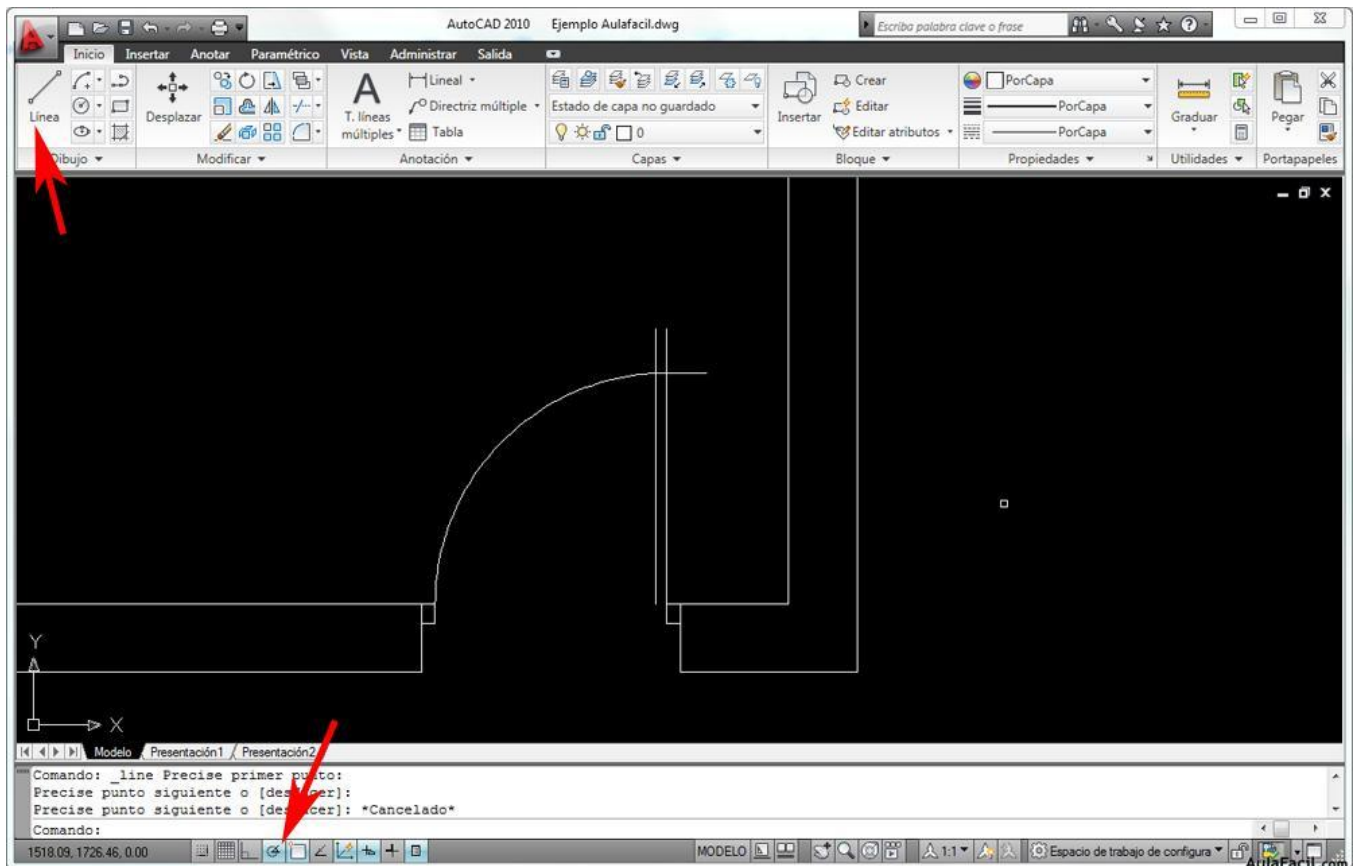 AutoCAD 2010 Ejemplo Aulafacil.dwg Escriba palabra clave o frase
Inicio Insertar Anotar Paramétrico Vista Administrar Salida
Línea
Desplazar
T. líneas múltiples
Lineal
Directriz múltiple
Tabla
Estado de capa no guardado
0
Insertar
Crear
Editar
Editar atributos
PorCapa
PorCapa
PorCapa
Graduar
Pegar
Dibujo Modificar Anotación Capas Bloque Propiedades Utilidades Portapapeles
Y
X
Modelo Presentación1 Presentación2
Comando: _line Precise primer punto:
Precise punto siguiente o [deshacer]:
Precise punto siguiente o [deshacer]: *Cancelado*
Comando:
1518.09, 1726.46, 0.00 MODELO 1:1 Espacio de trabajo de configura
AulaFacil.com